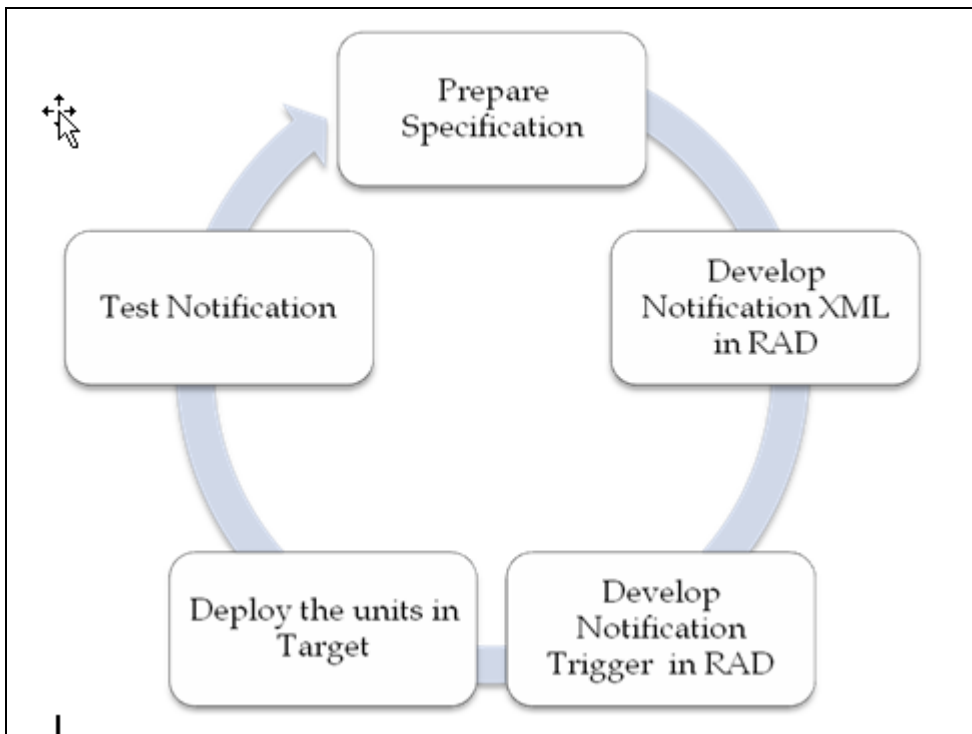 Prepare
Specification
Develop
Notification XML
in RAD
Develop
Notification
Trigger in RAD
Deploy the units in
Target
Test Notification